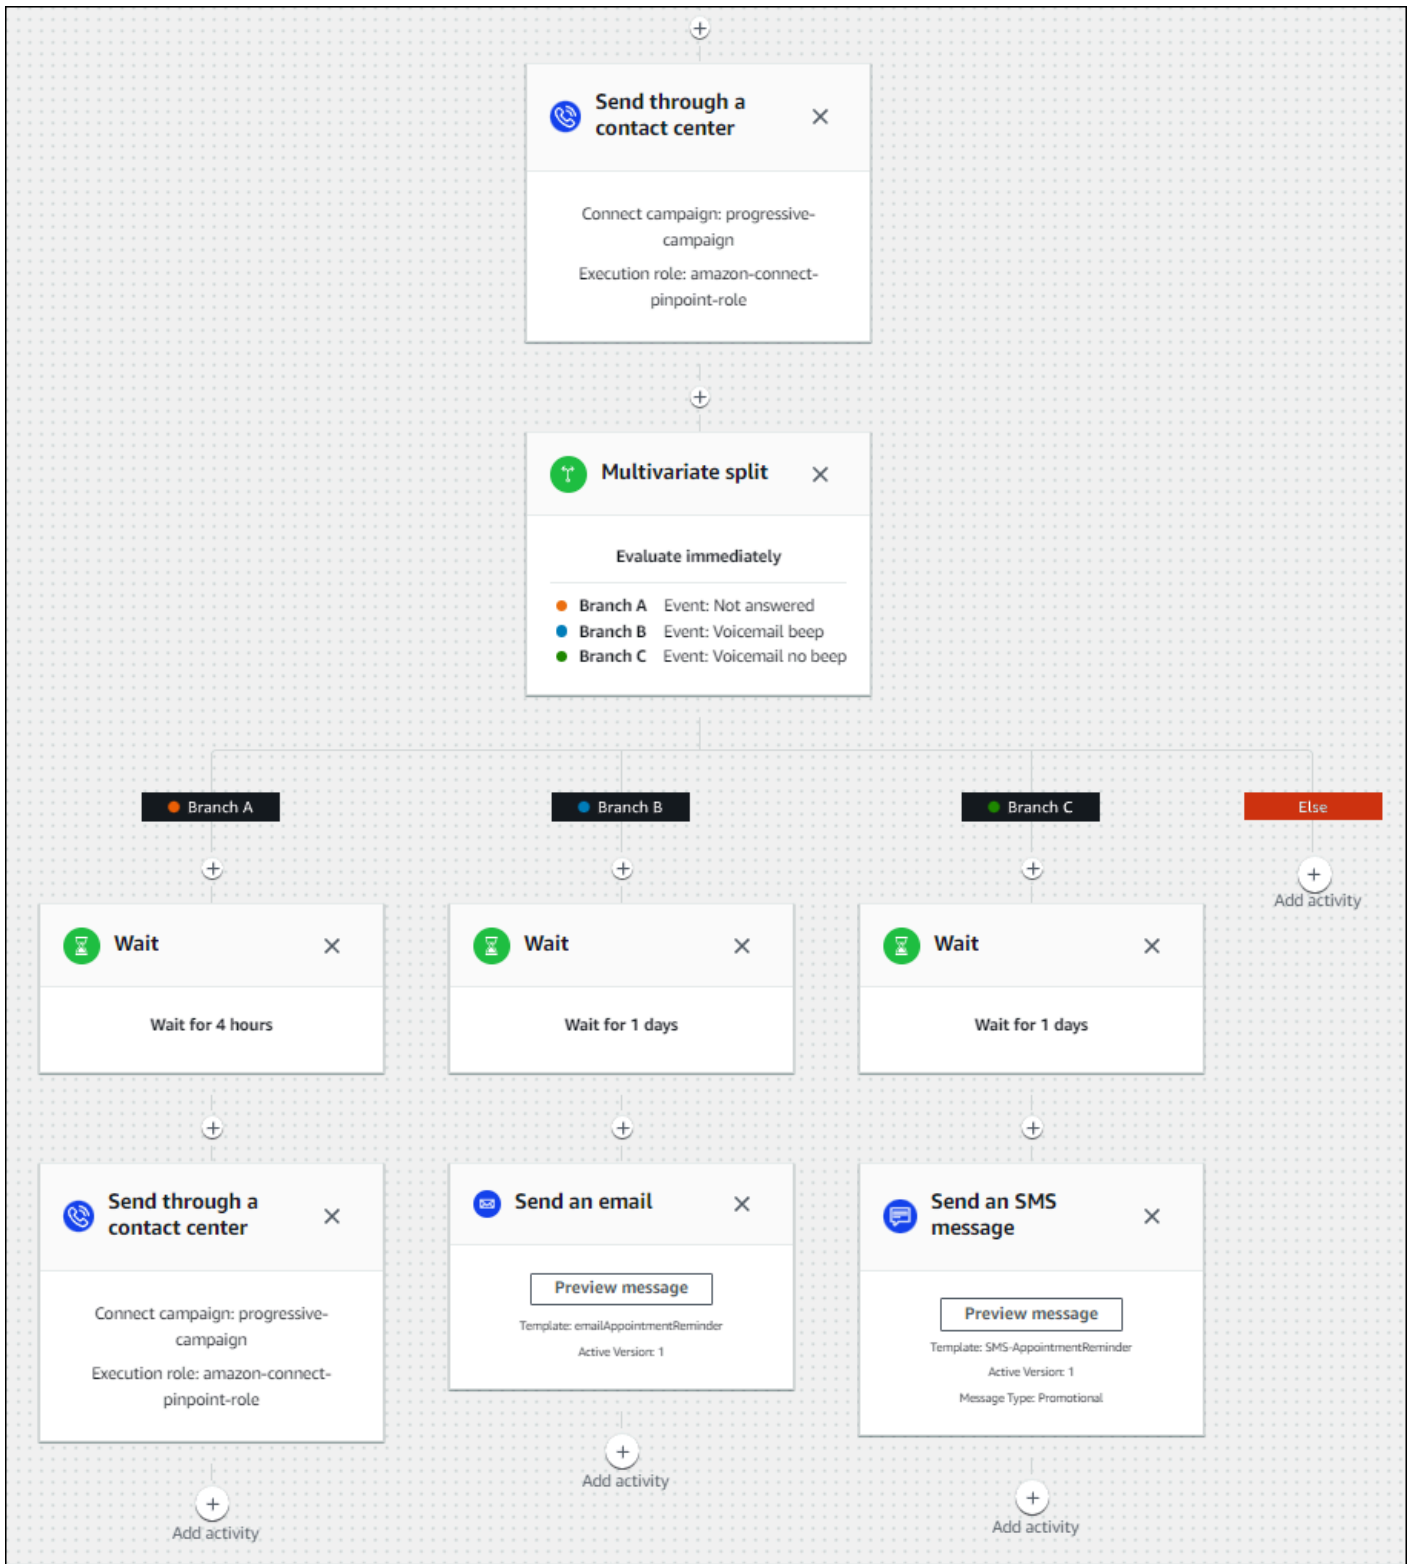 Send through a
contact center
Connect campaign: progressive-
campaign
Execution role: amazon-connect-
pinpoint-role
Multivariate split
Evaluate immediately
Branch A Event: Not answered
Branch B Event: Voicemail beep
Branch C Event: Voicemail no beep
Branch A
Branch B
Branch C
Else
Add activity
Wait
Wait for 4 hours
Wait
Wait for 1 days
Wait
Wait for 1 days
Send through a
contact center
Connect campaign: progressive-
campaign
Execution role: amazon-connect-
pinpoint-role
Add activity
Send an email
Preview message
Template: emailAppointmentReminder
Active Version: 1
Add activity
Send an SMS
message
Preview message
Template: SMS-AppointmentReminder
Active Version: 1
Message Type: Promotional
Add activity